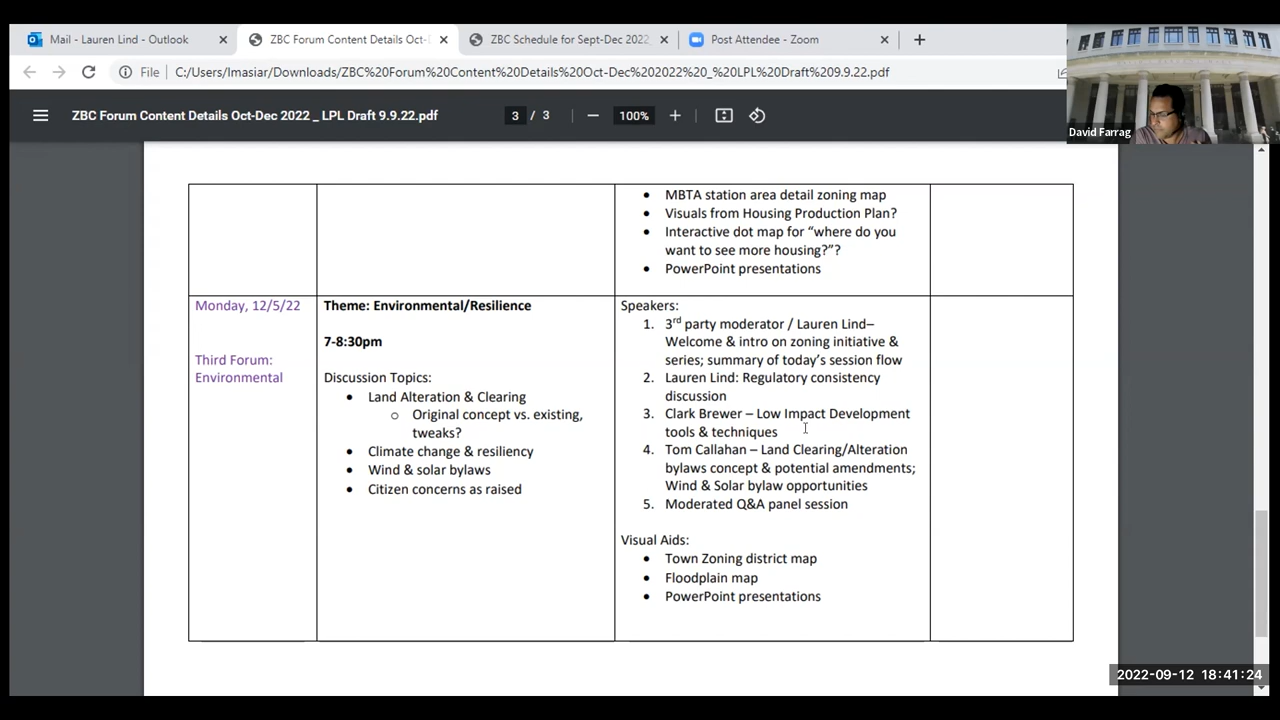 Mail - Lauren Lind - Outlook
ZBC Forum Content Details Oct-De
ZBC Schedule for Sept-Dec 2022_
Post Attendee - Zoom
File
C:/Users/lmasiar/Downloads/ZBC%20Forum%20Content%20Details%20Oct-Dec%202022%20_%20LPL%20Draft%209.9.22.pdf
David Farrag
ZBC Forum Content Details Oct-Dec 2022 _ LPL Draft 9.9.22.pdf
3 / 3
100%
• MBTA station area detail zoning map
• Visuals from Housing Production Plan?
• Interactive dot map for “where do you
want to see more housing?”?
• PowerPoint presentations
Monday, 12/5/22
Third Forum:
Environmental
Theme: Environmental/Resilience
7-8:30pm
Discussion Topics:
• Land Alteration & Clearing
o Original concept vs. existing,
tweaks?
• Climate change & resiliency
• Wind & solar bylaws
• Citizen concerns as raised
Speakers:
1. 3rd party moderator / Lauren Lind–
Welcome & intro on zoning initiative &
series; summary of today’s session flow
2. Lauren Lind: Regulatory consistency
discussion
3. Clark Brewer – Low Impact Development
tools & techniques
4. Tom Callahan – Land Clearing/Alteration
bylaws concept & potential amendments;
Wind & Solar bylaw opportunities
5. Moderated Q&A panel session
Visual Aids:
• Town Zoning district map
• Floodplain map
• PowerPoint presentations
2022-09-12 18:41:24